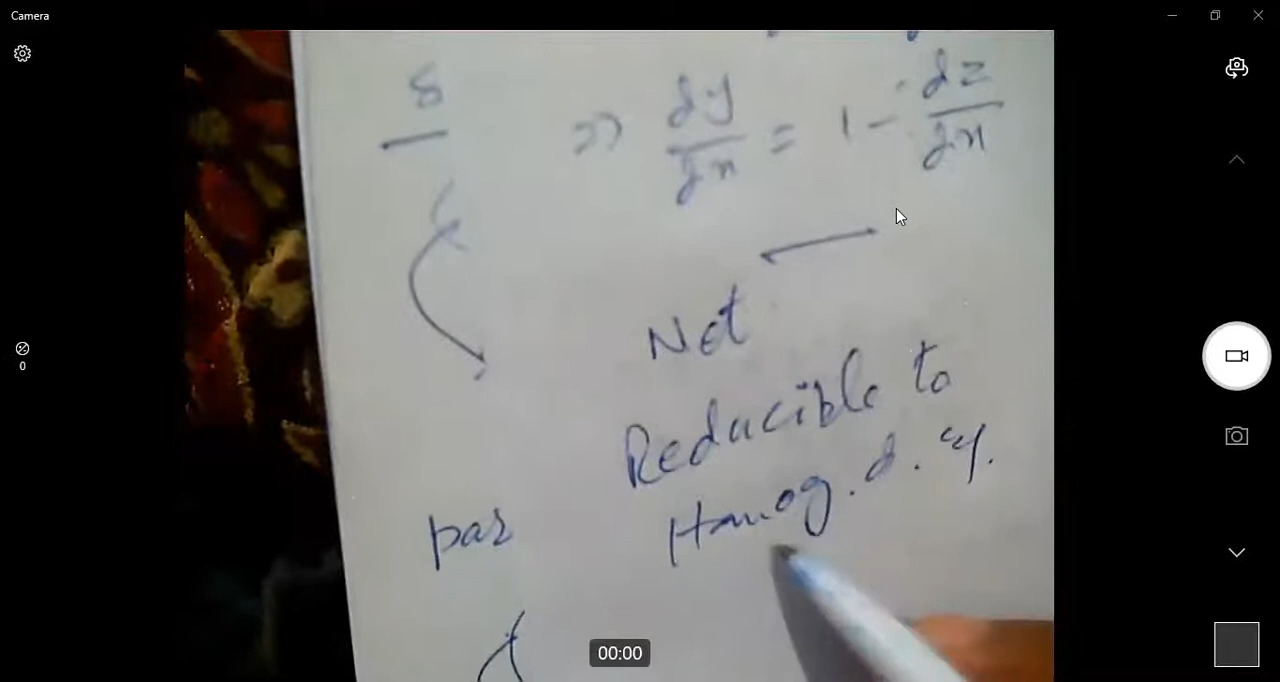 Camera
8 => dy/dx = 1 - dz/dx
0
Not
Reducible to
Homog. d. eq.
par
00:00